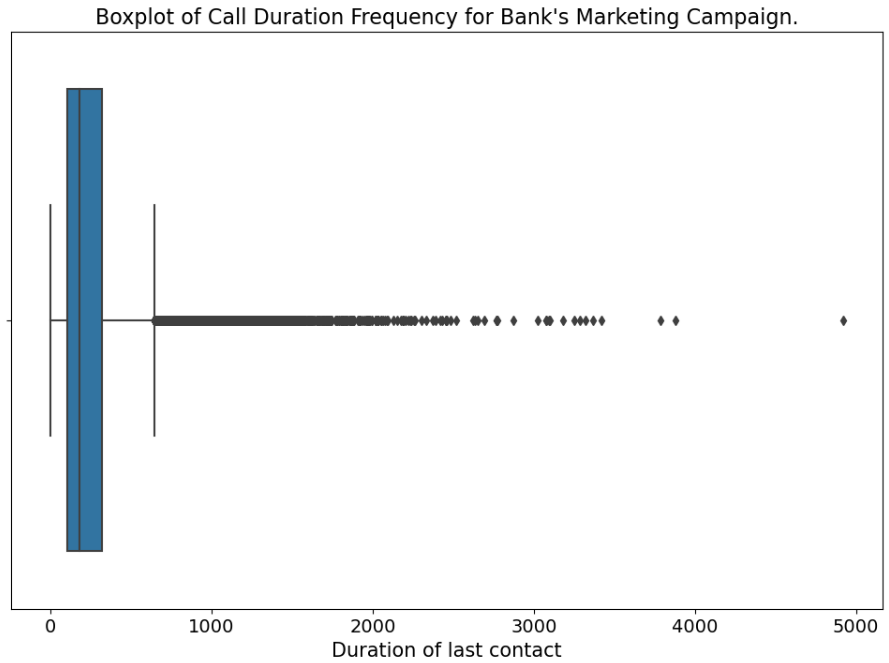 Boxplot of Call Duration Frequency for Bank's Marketing Campaign.
0 1000 2000 3000 4000 5000
Duration of last contact